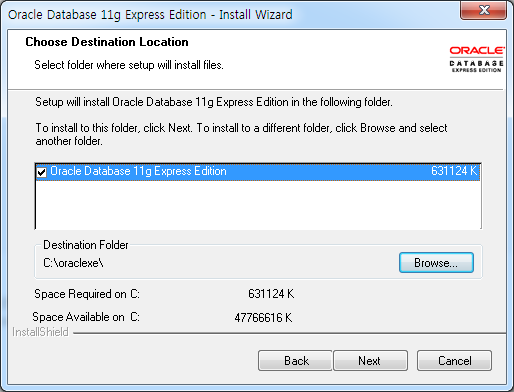 Oracle Database 11g Express Edition - Install Wizard
Choose Destination Location
Select folder where setup will install files.
ORACLE
DATABASE
EXPRESS EDITION
Setup will install Oracle Database 11g Express Edition in the following folder.
To install to this folder, click Next. To install to a different folder, click Browse and select
another folder.
Oracle Database 11g Express Edition 631124 K
Destination Folder
C:\oraclexe\
Browse...
Space Required on C: 631124 K
Space Available on C: 47766616 K
InstallShield
Back Next Cancel